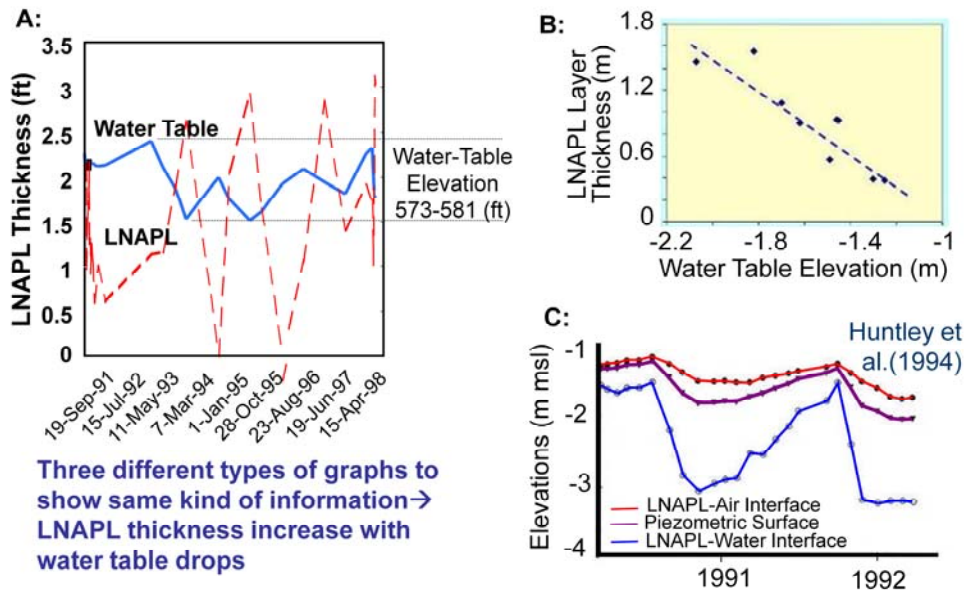 A:
LNAPL Thickness (ft)
3.5
3
2.5
2
1.5
1
0.5
0
Water Table
LNAPL
Water-Table
Elevation
573-581 (ft)
19-Sep-91
15-Jul-92
11-May-93
7-Mar-94
1-Jan-95
28-Oct-95
23-Aug-96
19-Jun-97
15-Apr-98
Three different types of graphs to
show same kind of information→
LNAPL thickness increase with
water table drops
B:
LNAPL Layer
Thickness (m)
1.8
1.2
0.6
0
-2.2
-1.8
-1.4
-1
Water Table Elevation (m)
C:
Huntley et
al.(1994)
Elevations (m msl)
-1
-2
-3
-4
LNAPL-Air Interface
Piezometric Surface
LNAPL-Water Interface
1991
1992